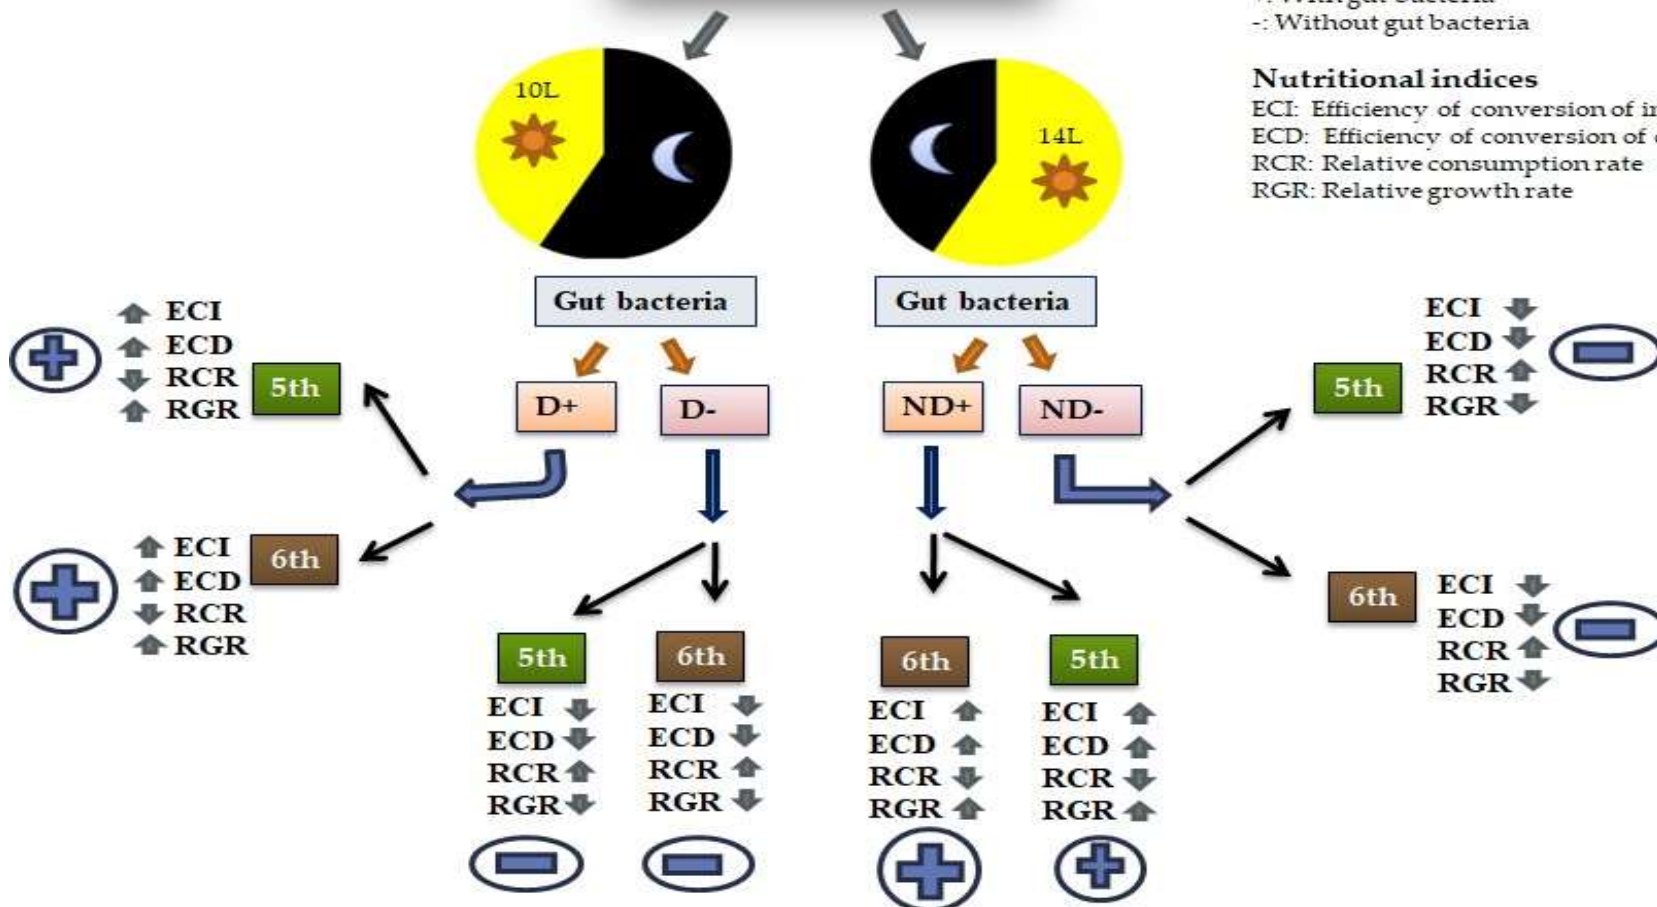 -: Without gut bacteria
Nutritional indices
ECI: Efficiency of conversion of
ECD: Efficiency of conversion of
RCR: Relative consumption rate
RGR: Relative growth rate
10L
14L
Gut bacteria
Gut bacteria
D+
D-
ND+
ND-
ECI
ECD
RCR
RGR
5th
ECI
ECD
RCR
RGR
6th
5th
ECI
ECD
RCR
RGR
6th
ECI
ECD
RCR
RGR
6th
ECI
ECD
RCR
RGR
5th
ECI
ECD
RCR
RGR
5th
ECI
ECD
RCR
RGR
6th
ECI
ECD
RCR
RGR